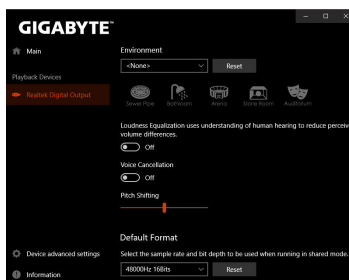 GIGABYTE™
Main
Playback Devices
Realtek Digital Output
Environment
<None>
Reset
Sewer Pipe
Bathroom
Arena
Stone Room
Auditorium
Loudness Equalization uses understanding of human hearing to reduce perceiv
volume differences.
Off
Voice Cancellation
Off
Pitch Shifting
Default Format
Select the sample rate and bit depth to be used when running in shared mode.
48000Hz 16Bits
Reset
Device advanced settings
Information